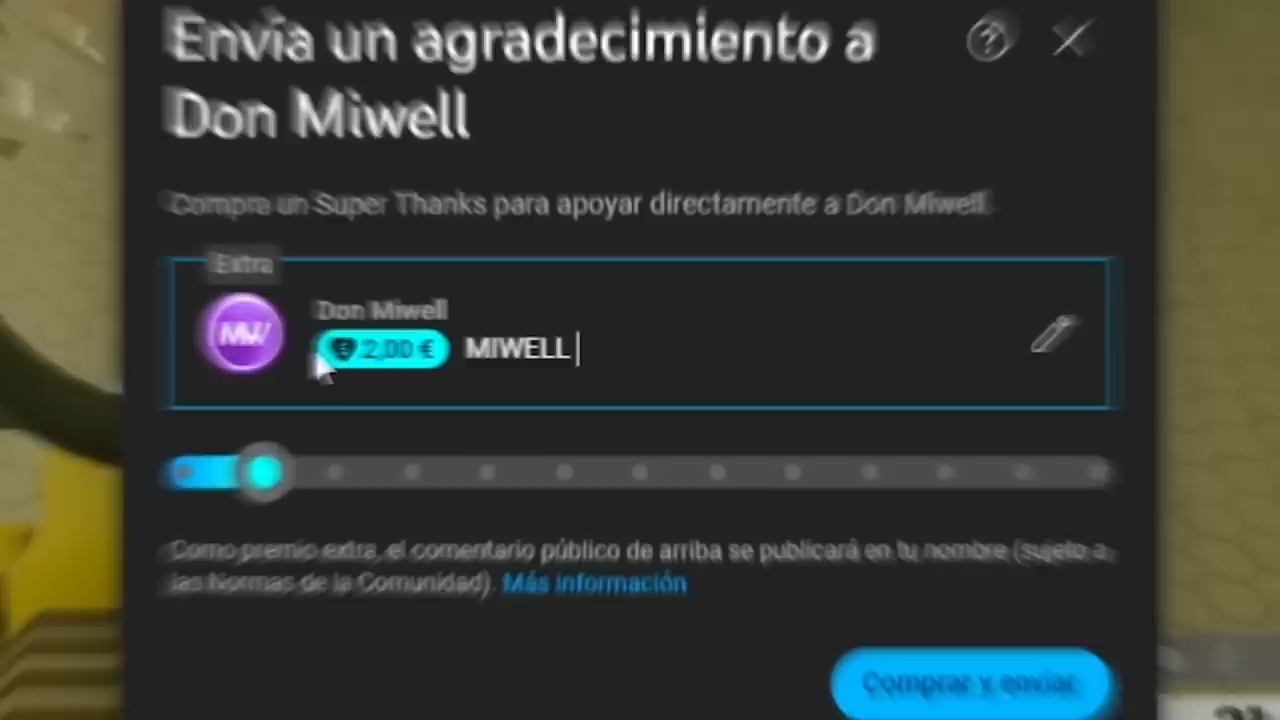 Envía un agradecimiento a
Don Miwell
Compra un Super Thanks para apoyar directamente a Don Miwell.
Extra
MW
Don Miwell
2,00 € MIWELL
Como premio extra, el comentario público de arriba se publicará en tu nombre (sujeto a
las Normas de la Comunidad). Más información
Comprar y enviar